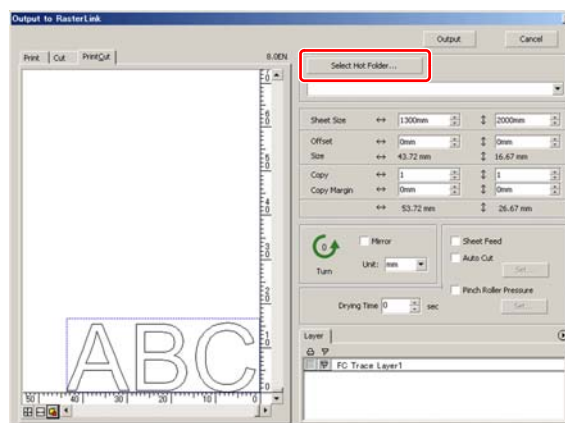 Output to RasterLink
Output
Cancel
Print
Cut
PrintCut
8.0EN
Select Hot Folder...
Sheet Size
1300mm
2000mm
Offset
0mm
0mm
Size
43.72 mm
16.67 mm
Copy
1
1
Copy Margin
0mm
0mm
53.72 mm
26.67 mm
0
Turn
Mirror
Unit: mm
Sheet Feed
Auto Cut
Set...
Pinch Roller Pressure
Set...
Drying Time 0 sec
Layer
FC Trace Layer1
ABC
50 40 30 20 10 0